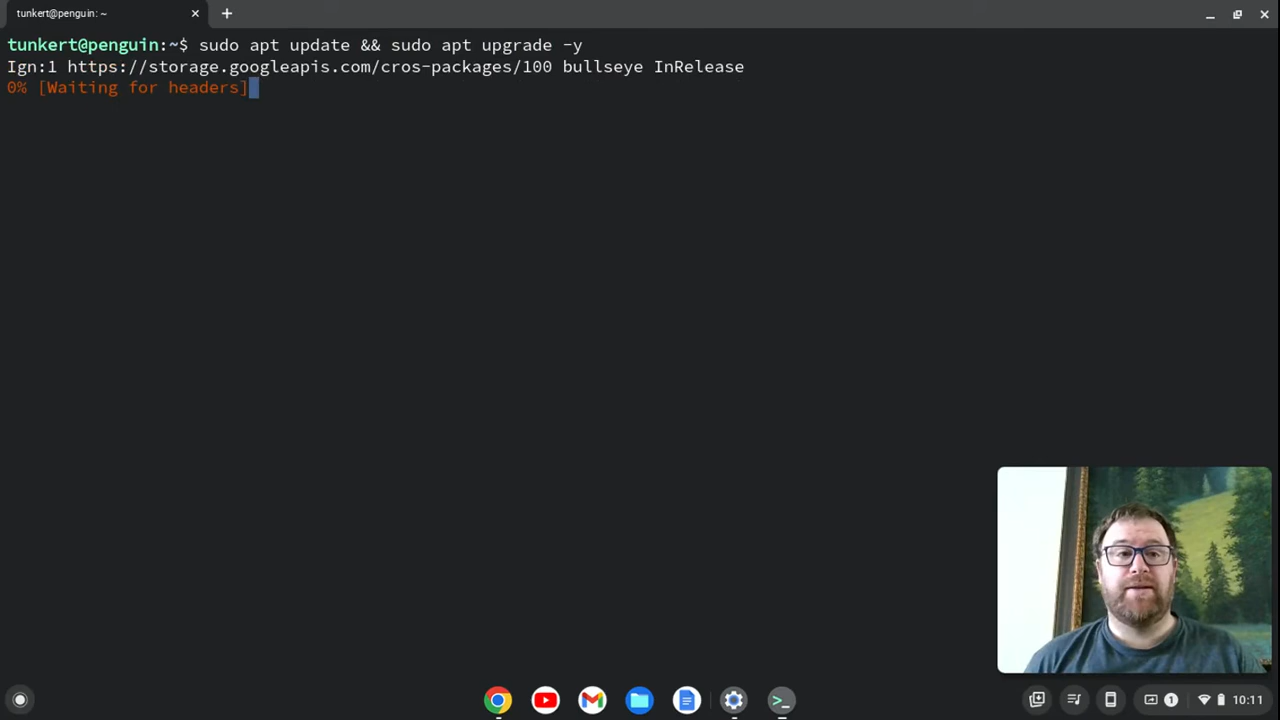 tunkert@penguin: ~
tunkert@penguin:~$ sudo apt update && sudo apt upgrade -y
Ign:1 https://storage.googleapis.com/cros-packages/100 bullseye InRelease
0% [Waiting for headers]
>_
1
10:11